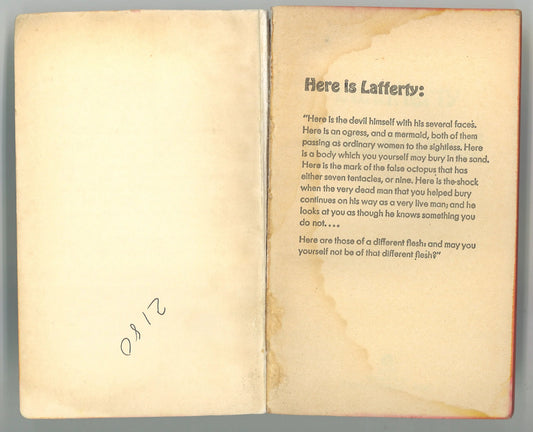 2180
Here is Lafferty:
"Here is the devil himself with his several faces.
Here is an ogress, and a mermaid, both of them
passing as ordinary women to the sightless. Here
is a body which you yourself may bury in the sand.
Here is the mark of the false octopus that has
either seven tentacles, or nine. Here is the shock
when the very dead man that you helped bury
continues on his way as a very live man; and he
looks at you as though he knows something you
do not....
Here are those of a different flesh: and may you
yourself not be of that different flesh?"